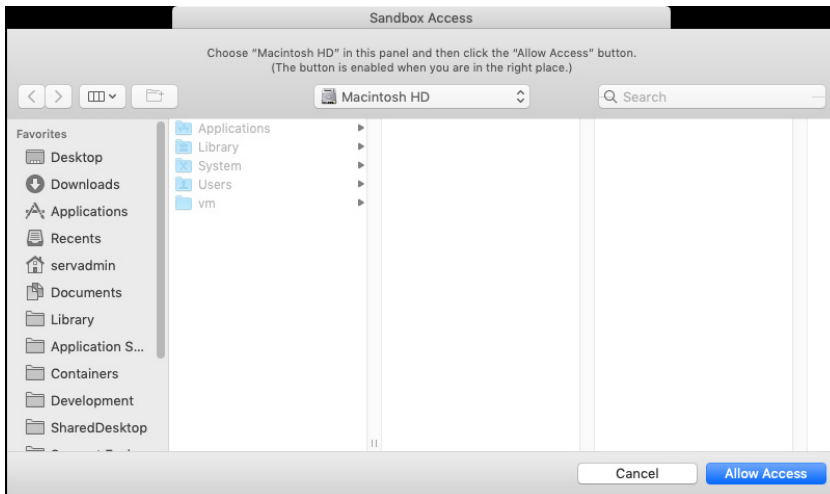 Sandbox Access
Choose “Macintosh HD” in this panel and then click the “Allow Access” button.
(The button is enabled when you are in the right place.)
Macintosh HD
Search
Favorites
Desktop
Downloads
Applications
Recents
servadmin
Documents
Library
Application S...
Containers
Development
SharedDesktop
Applications
Library
System
Users
vm
Cancel
Allow Access